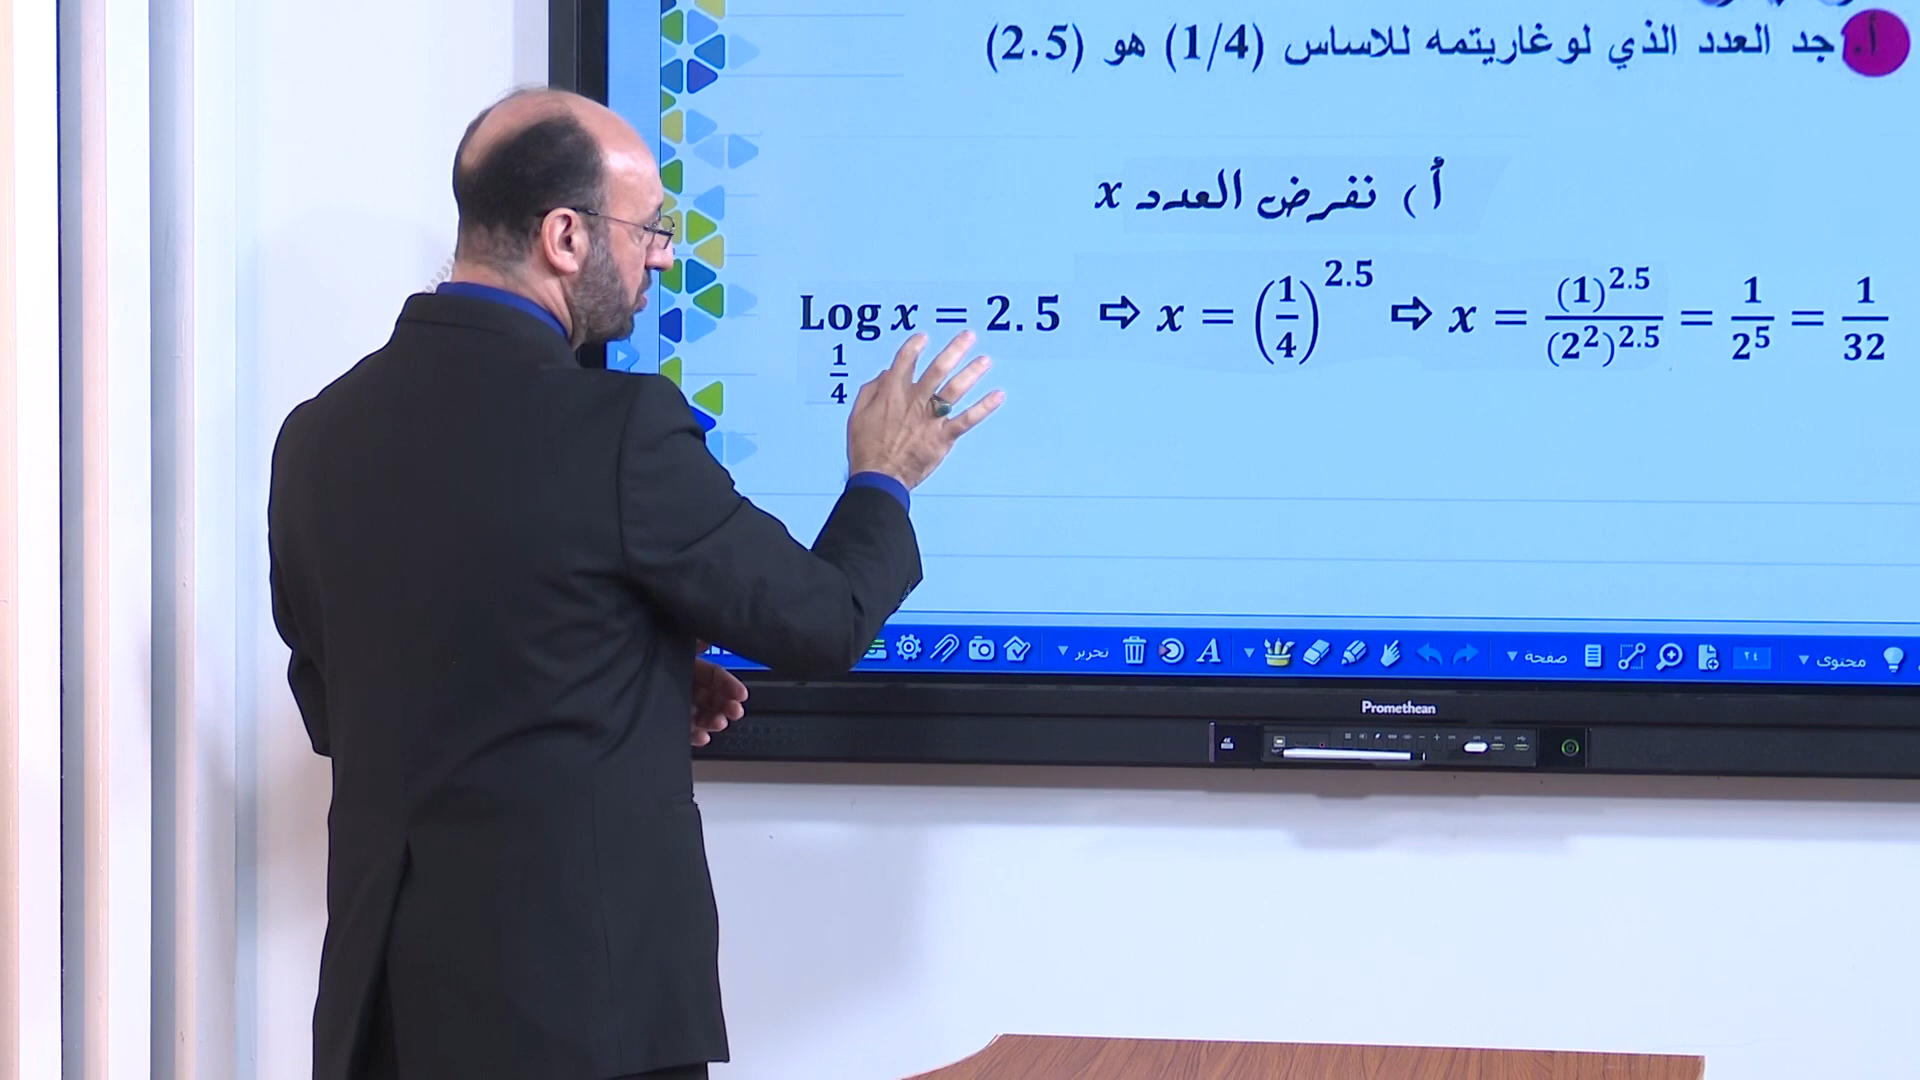 أ. جد العدد الذي لوغاريتمه للاساس (1/4) هو (2.5)
أ) نفرض العدد x
Log_{1/4} x = 2.5 ⇨ x = (1/4)^{2.5} ⇨ x = (1)^{2.5}/(2^2)^{2.5} = 1/2^5 = 1/32
تحرير A صفحة ٢٤ محتوى
Promethean